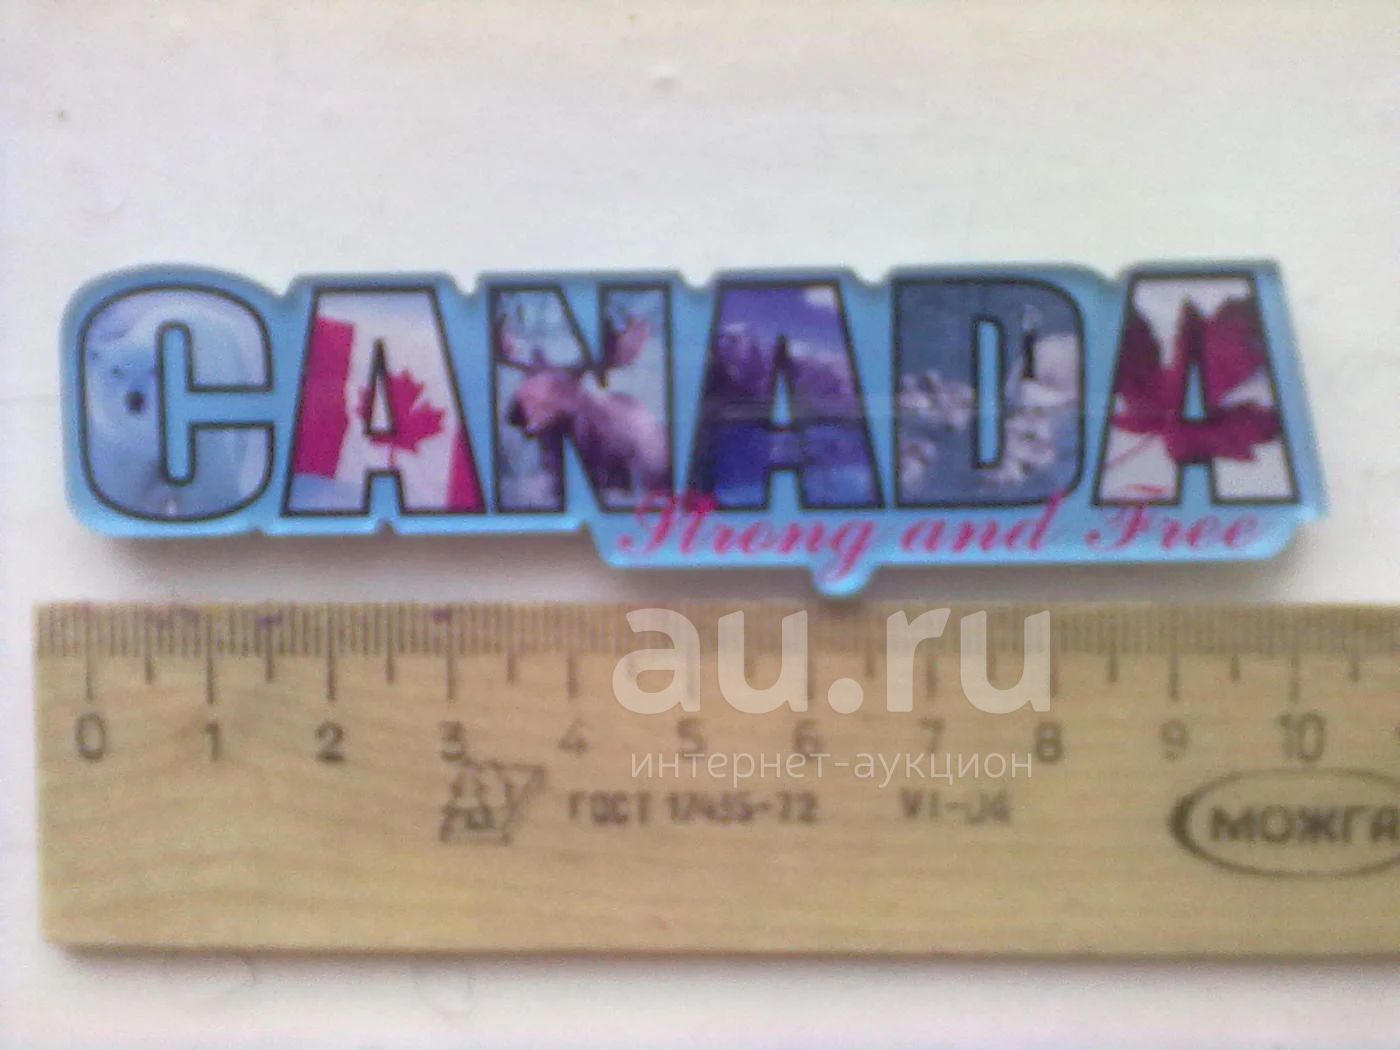 CANADA
Strong and Free
au.ru
0 1 2 3 4 5 6 7 8 9 10
интернет-аукцион
ГОСТ 17435-72 VI-
МОЖГА